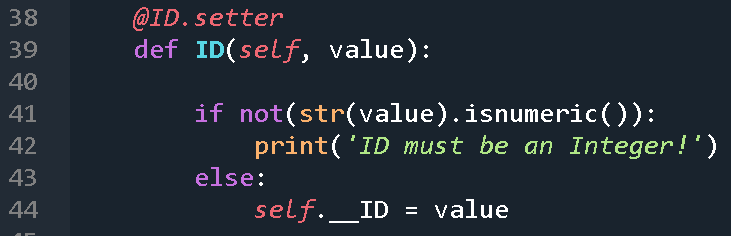 38 @ID.setter
39 def ID(self, value):
40
41 if not(str(value).isnumeric()):
42 print('ID must be an Integer!')
43 else:
44 self.__ID = value